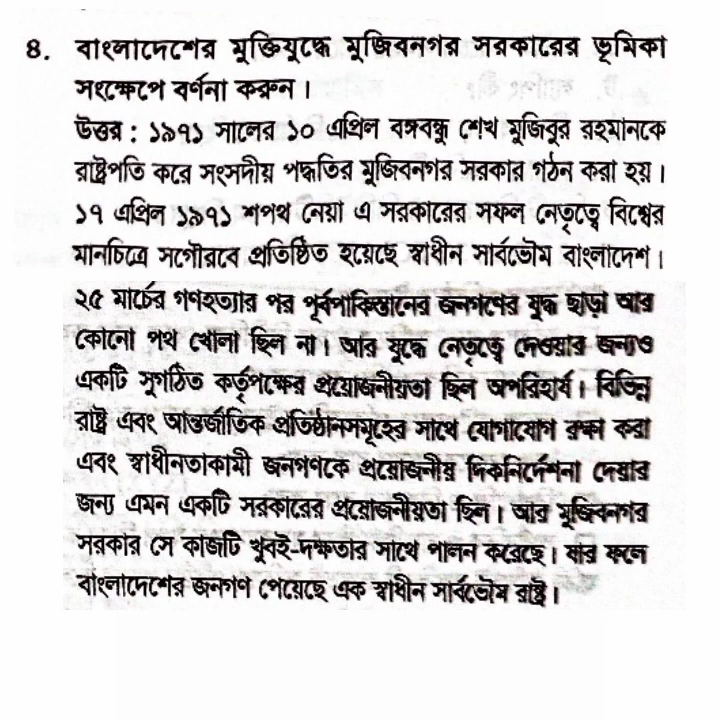 ৪. বাংলাদেশের মুক্তিযুদ্ধে মুজিবনগর সরকারের ভূমিকা
সংক্ষেপে বর্ণনা করুন।
উত্তর : ১৯৭১ সালের ১০ এপ্রিল বঙ্গবন্ধু শেখ মুজিবুর রহমানকে
রাষ্ট্রপতি করে সংসদীয় পদ্ধতির মুজিবনগর সরকার গঠন করা হয়।
১৭ এপ্রিল ১৯৭১ শপথ নেয়া এ সরকারের সফল নেতৃত্বে বিশ্বের
মানচিত্রে সগৌরবে প্রতিষ্ঠিত হয়েছে স্বাধীন সার্বভৌম বাংলাদেশ।
২৫ মার্চের গণহত্যার পর পূর্বপাকিস্তানের জনগণের যুদ্ধ ছাড়া আর
কোনো পথ খোলা ছিল না। আর যুদ্ধে নেতৃত্বে দেওয়ার জন্যও
একটি সুগঠিত কর্তৃপক্ষের প্রয়োজনীয়তা ছিল অপরিহার্য। বিভিন্ন
রাষ্ট্র এবং আন্তর্জাতিক প্রতিষ্ঠানসমূহের সাথে যোগাযোগ রক্ষা করা
এবং স্বাধীনতাকামী জনগণকে প্রয়োজনীয় দিকনির্দেশনা দেয়ার
জন্য এমন একটি সরকারের প্রয়োজনীয়তা ছিল। আর মুজিবনগর
সরকার সে কাজটি খুবই-দক্ষতার সাথে পালন করেছে। যার ফলে
বাংলাদেশের জনগণ পেয়েছে এক স্বাধীন সার্বভৌম রাষ্ট্র।